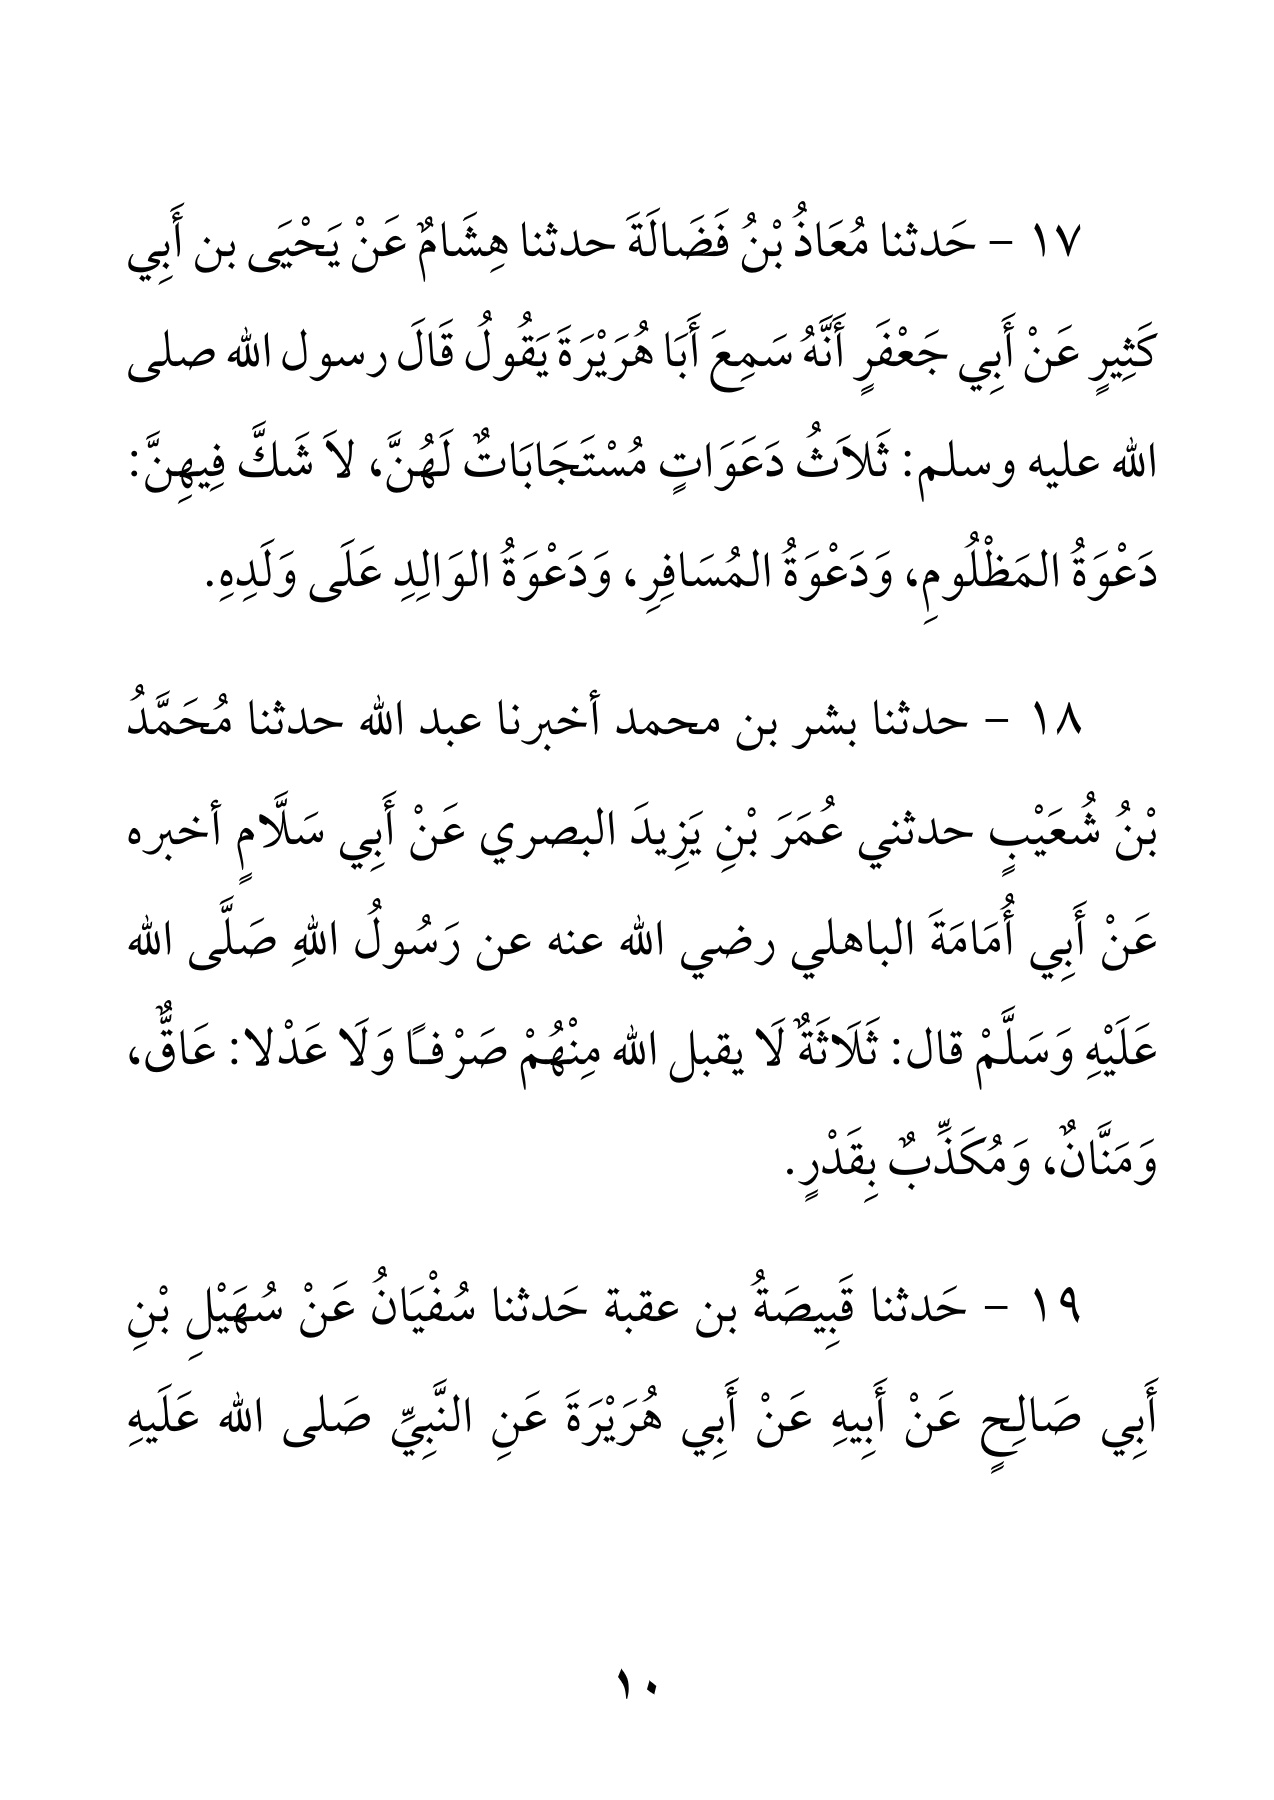 ١٧ – حَدثنا مُعَاذُ بْنُ فَضَالَةَ حدثنا هِشَامٌ عَنْ يَحْيَى بن أَبِي
كَثِيرٍ عَنْ أَبِي جَعْفَرٍ أَنَّهُ سَمِعَ أَبَا هُرَيْرَةَ يَقُولُ قَالَ رسول الله صلى
الله عليه وسلم: ثَلاَثُ دَعَوَاتٍ مُسْتَجَابَاتٌ لَهُنَّ، لاَ شَكَّ فِيهِنَّ:
دَعْوَةُ المَظْلُومِ، وَدَعْوَةُ المُسَافِرِ، وَدَعْوَةُ الوَالِدِ عَلَى وَلَدِهِ.
١٨ – حدثنا بشر بن محمد أخبرنا عبد الله حدثنا مُحَمَّدُ
بْنُ شُعَيْبٍ حدثني عُمَرَ بْنِ يَزِيدَ البصري عَنْ أَبِي سَلَّامٍ أخبره
عَنْ أَبِي أُمَامَةَ الباهلي رضي الله عنه عن رَسُولُ اللهِ صَلَّى الله
عَلَيْهِ وَسَلَّمْ قال: ثَلَاثَةٌ لَا يقبل الله مِنْهُمْ صَرْفًا وَلَا عَدْلا: عَاقٌّ،
وَمَنَّانٌ، وَمُكَذِّبٌ بِقَدْرٍ.
١٩ – حَدثنا قَبِيصَةُ بن عقبة حَدثنا سُفْيَانُ عَنْ سُهَيْلِ بْنِ
أَبِي صَالِحٍ عَنْ أَبِيهِ عَنْ أَبِي هُرَيْرَةَ عَنِ النَّبِيِّ صَلى الله عَلَيهِ
١٠